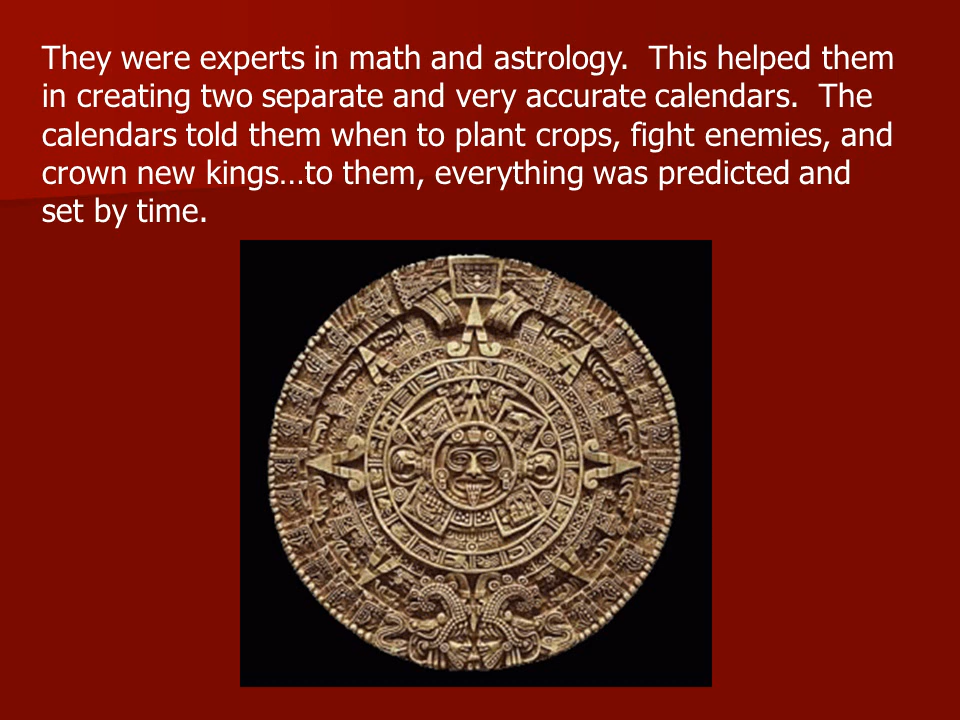 They were experts in math and astrology.  This helped them
in creating two separate and very accurate calendars.  The
calendars told them when to plant crops, fight enemies, and
crown new kings…to them, everything was predicted and
set by time.